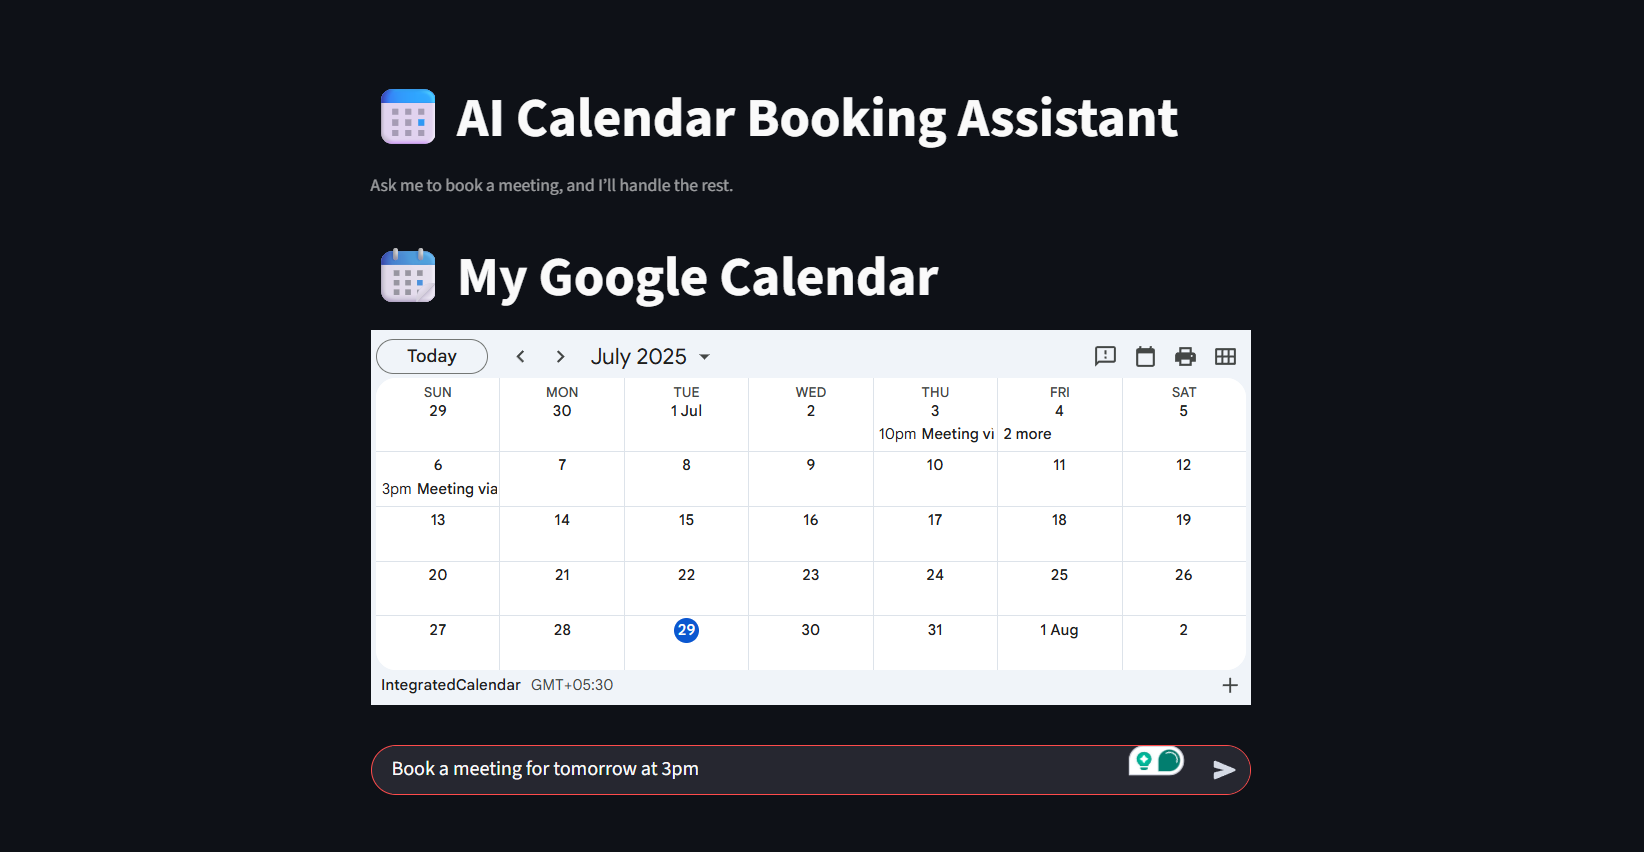 AI Calendar Booking Assistant
Ask me to book a meeting, and I’ll handle the rest.
My Google Calendar
Today July 2025
SUN MON TUE WED THU FRI SAT
29 30 1 Jul 2 3 4 5
10pm Meeting vi 2 more
6 7 8 9 10 11 12
3pm Meeting via
13 14 15 16 17 18 19
20 21 22 23 24 25 26
27 28 29 30 31 1 Aug 2
IntegratedCalendar GMT+05:30
Book a meeting for tomorrow at 3pm